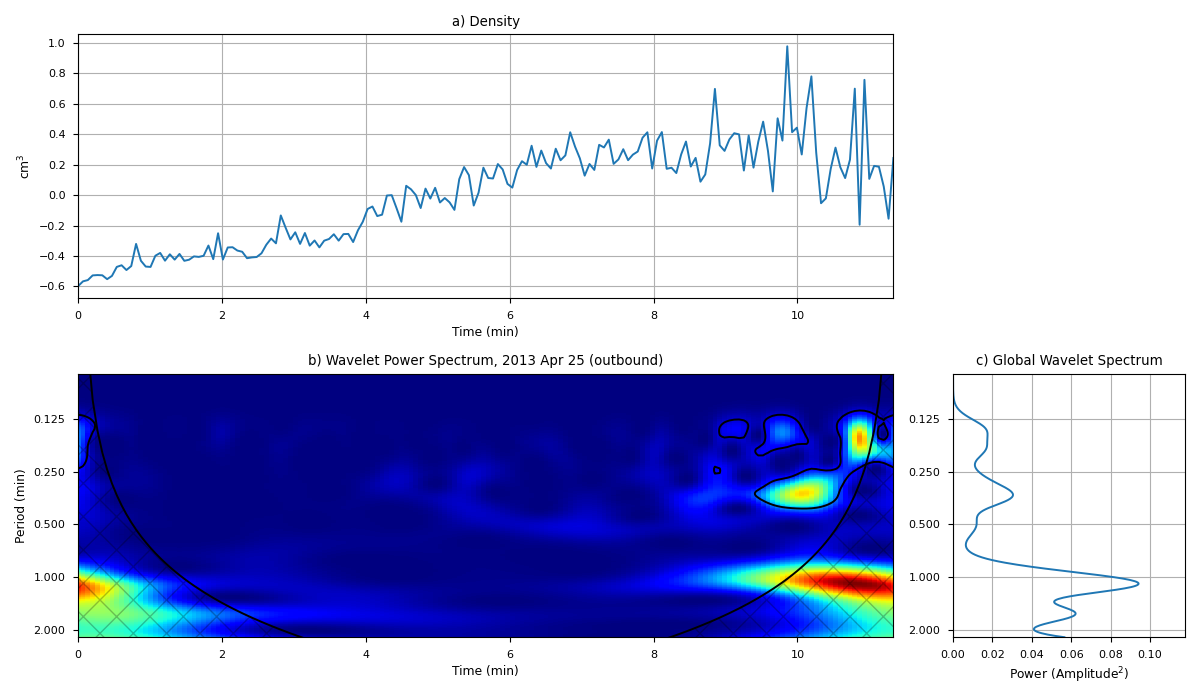 a) Density
cm³
1.0
0.8
0.6
0.4
0.2
0.0
−0.2
−0.4
−0.6
0 2 4 6 8 10
Time (min)
b) Wavelet Power Spectrum, 2013 Apr 25 (outbound)
Period (min)
0.125
0.250
0.500
1.000
2.000
0 2 4 6 8 10
Time (min)
c) Global Wavelet Spectrum
0.125
0.250
0.500
1.000
2.000
0.00 0.02 0.04 0.06 0.08 0.10
Power (Amplitude²)